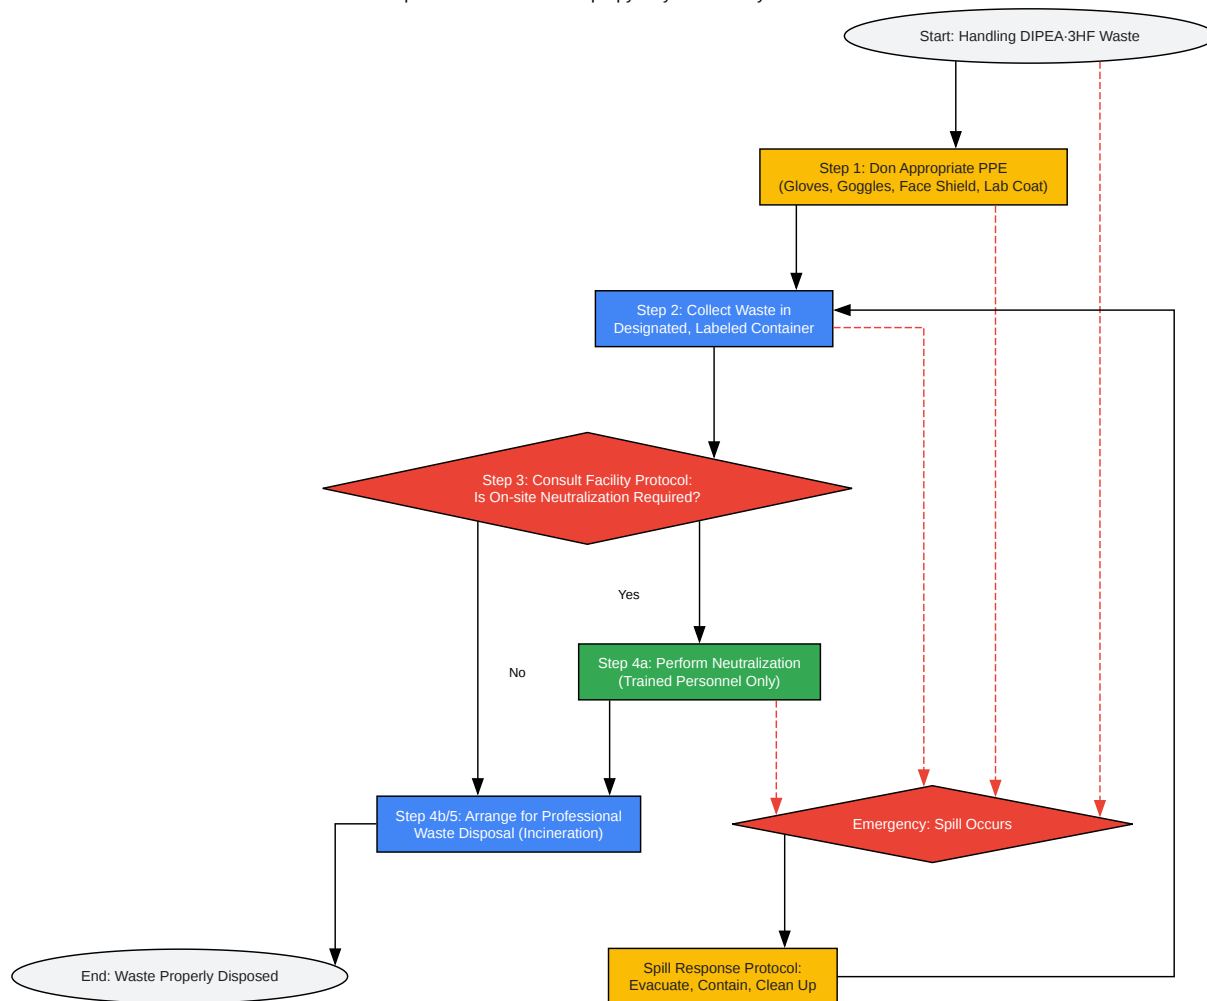 Start: Handling DIPEA·3HF Waste
Step 1: Don Appropriate PPE
(Gloves, Goggles, Face Shield, Lab Coat)
Step 2: Collect Waste in
Designated, Labeled Container
Step 3: Consult Facility Protocol:
Is On-site Neutralization Required?
Yes
Step 4a: Perform Neutralization
(Trained Personnel Only)
No
Step 4b/5: Arrange for Professional
Waste Disposal (Incineration)
Emergency: Spill Occurs
End: Waste Properly Disposed
Spill Response Protocol:
Evacuate, Contain, Clean Up